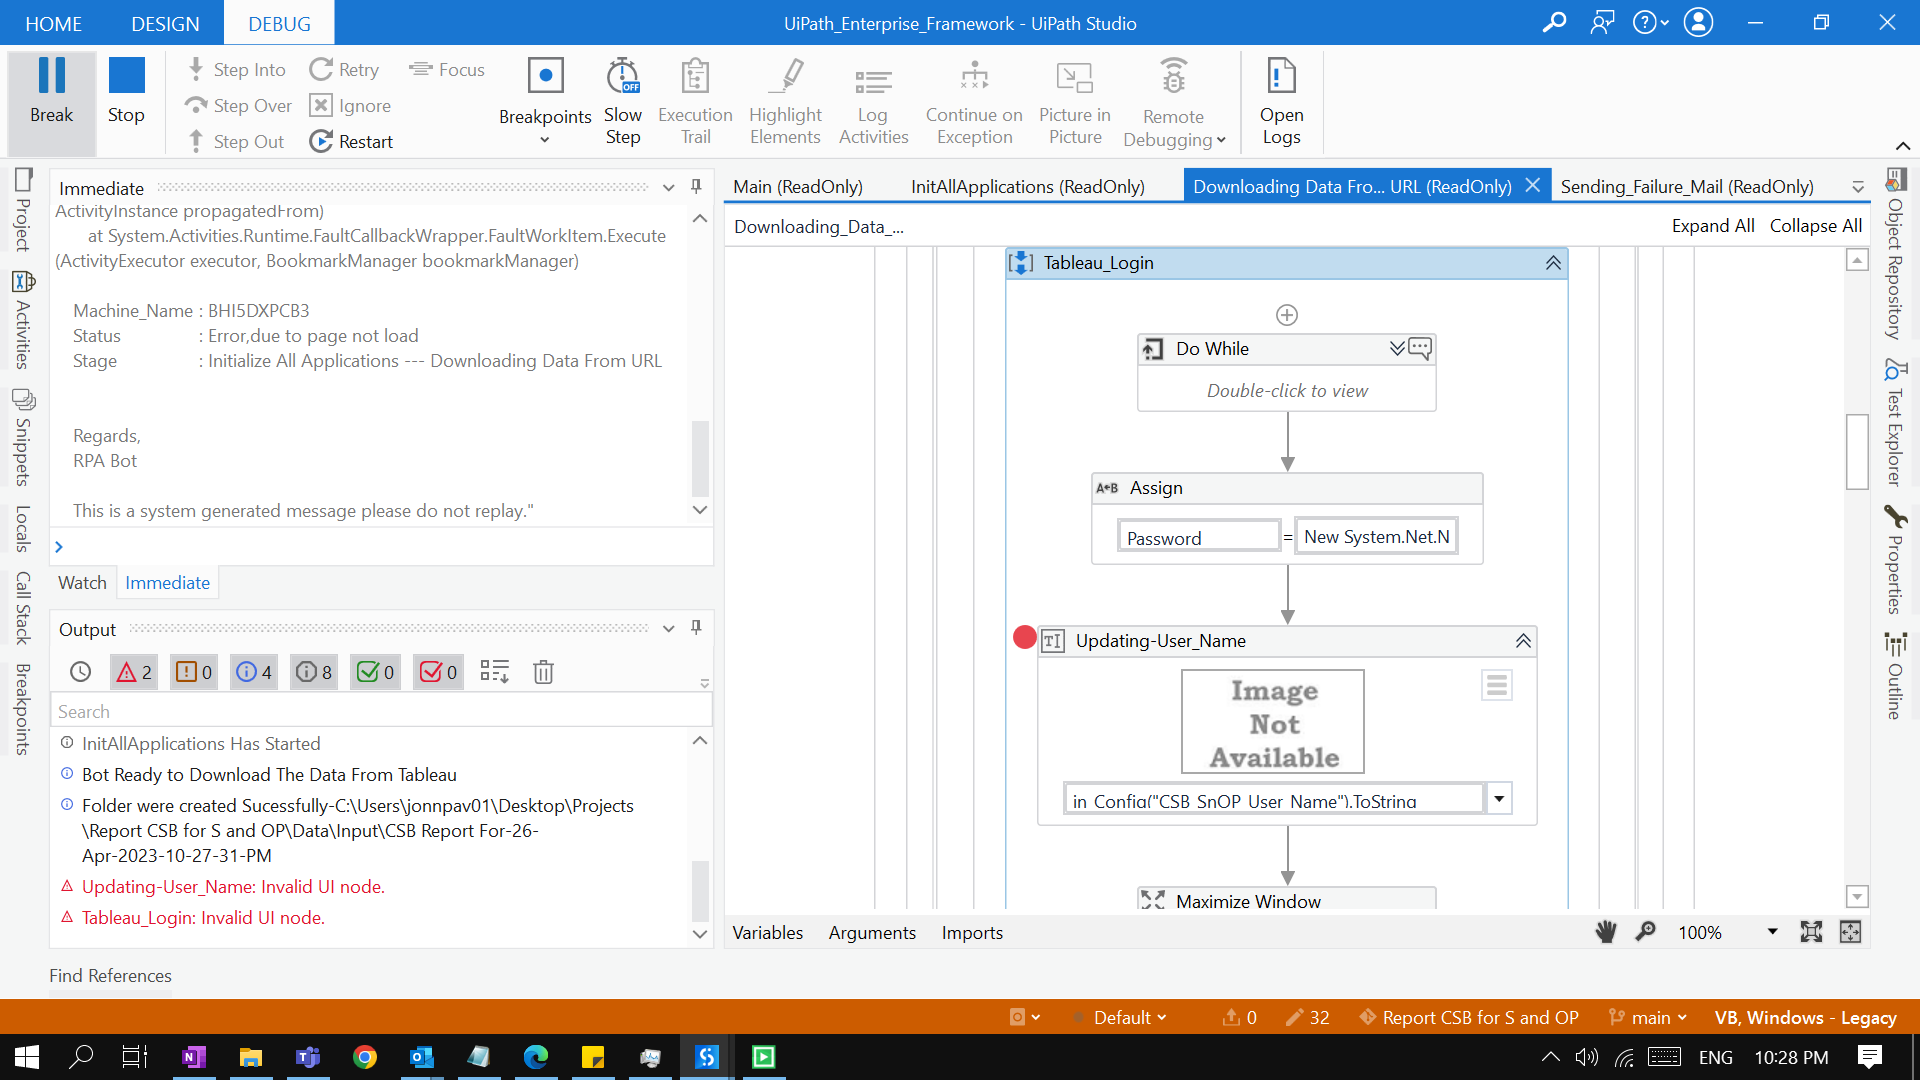 HOME DESIGN DEBUG
UiPath_Enterprise_Framework - UiPath Studio
Break
Stop
Step Into
Step Over
Step Out
Retry
Ignore
Restart
Focus
Breakpoints
Slow
Step
Execution
Trail
Highlight
Elements
Log
Activities
Continue on
Exception
Picture in
Picture
Remote
Debugging
Open
Logs
Project
Activities
Snippets
Locals
Call Stack
Breakpoints
Immediate
ActivityInstance propagatedFrom)
at System.Activities.Runtime.FaultCallbackWrapper.FaultWorkItem.Execute
(ActivityExecutor executor, BookmarkManager bookmarkManager)
Machine_Name : BHI5DXPCB3
Status : Error,due to page not load
Stage : Initialize All Applications --- Downloading Data From URL
Regards,
RPA Bot
This is a system generated message please do not replay."
Watch Immediate
Output
2 0 4 8 0 0
Search
InitAllApplications Has Started
Bot Ready to Download The Data From Tableau
Folder were created Sucessfully-C:\Users\jonnpav01\Desktop\Projects
\Report CSB for S and OP\Data\Input\CSB Report For-26-
Apr-2023-10-27-31-PM
Updating-User_Name: Invalid UI node.
Tableau_Login: Invalid UI node.
Find References
Main (ReadOnly) InitAllApplications (ReadOnly) Downloading Data Fro... URL (ReadOnly) Sending_Failure_Mail (ReadOnly)
Downloading_Data_...
Expand All Collapse All
Tableau_Login
Do While
Double-click to view
A B Assign
Password = New System.Net.N
TI Updating-User_Name
Image
Not
Available
in_Config("CSB_SnOP_User_Name").ToString
Maximize Window
Variables Arguments Imports
100%
Object Repository
Test Explorer
Properties
Outline
Default 0 32 Report CSB for S and OP main VB, Windows - Legacy
ENG 10:28 PM
OFF